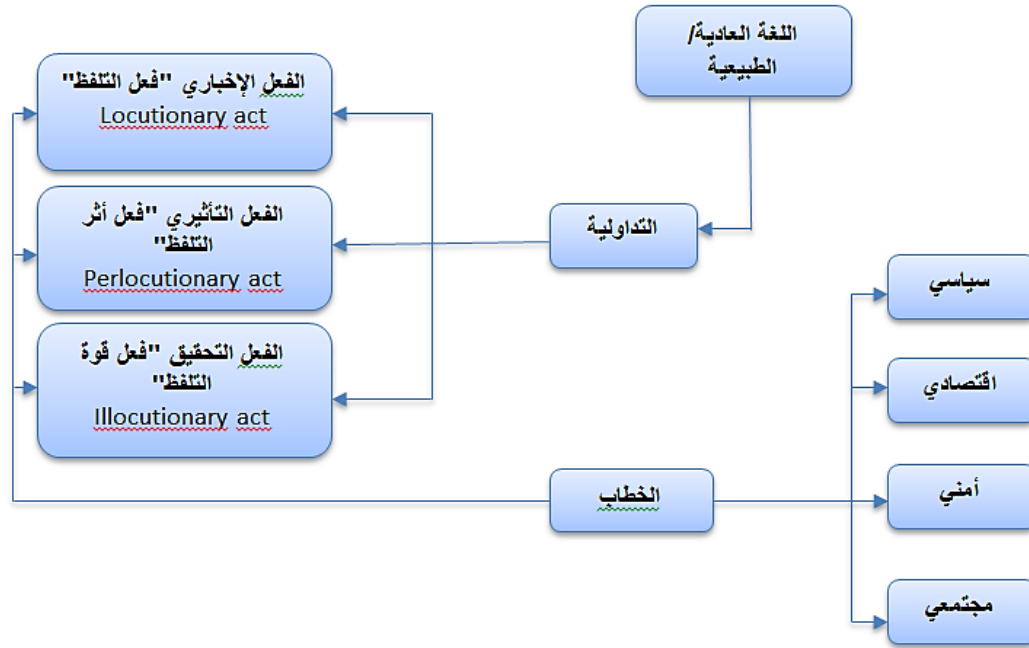 اللغة العادية/
الطبيعية
الفعل الإخباري "فعل التلفظ"
Locutionary act
الفعل التأثيري "فعل أثر
التلفظ"
Perlocutionary act
التداولية
سياسي
الفعل التحقيق "فعل قوة
التلفظ"
Illocutionary act
اقتصادي
الخطاب
أمني
مجتمعي